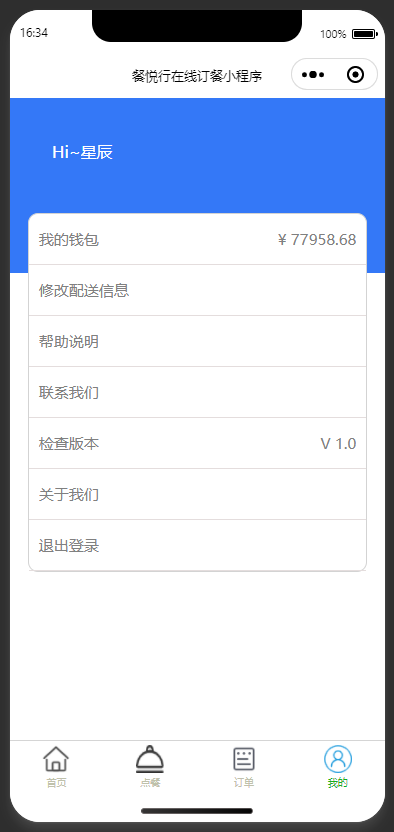 16:34
100%
餐悦行在线订餐小程序
Hi~星辰
我的钱包 ¥ 77958.68
修改配送信息
帮助说明
联系我们
检查版本 V 1.0
关于我们
退出登录
首页 点餐 订单 我的